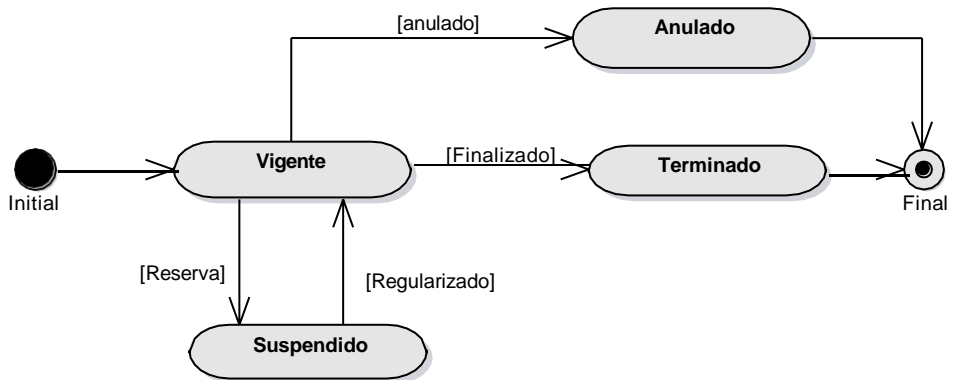 [anulado]
Anulado
Vigente
[Finalizado]
Terminado
Initial
Final
[Reserva]
[Regularizado]
Suspendido